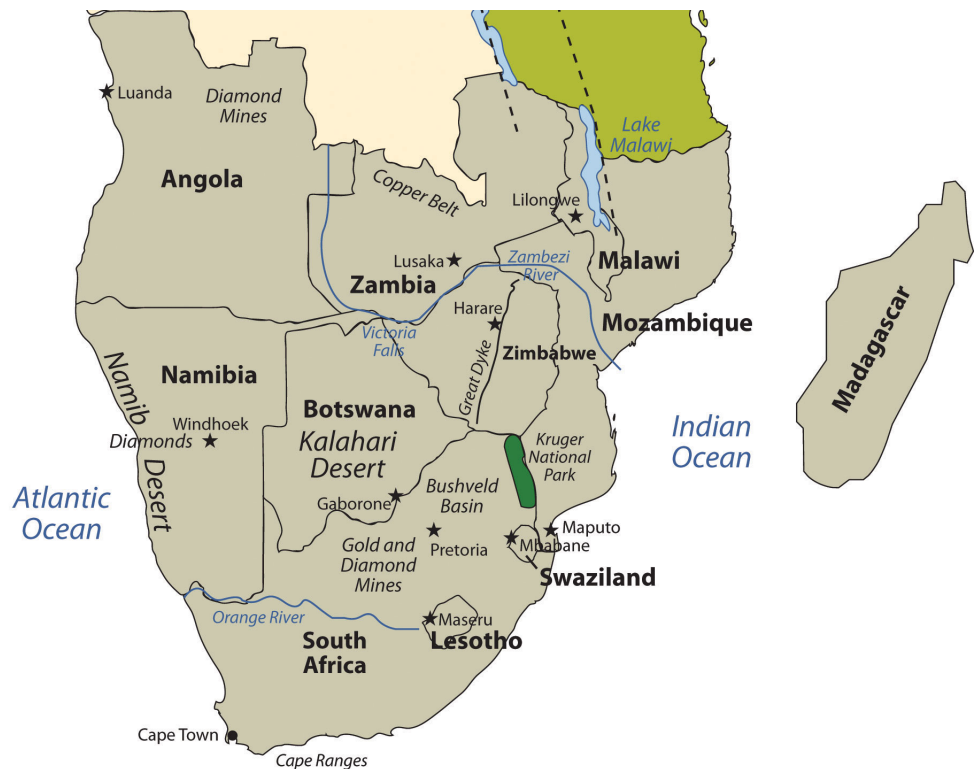 Luanda
Diamond
Mines
Lake
Malawi
Angola
Copper Belt
Lilongwe
Lusaka
Zambezi
River
Malawi
Zambia
Harare
Mozambique
Victoria
Falls
Zimbabwe
Great Dyke
Madagascar
Namib
Desert
Namibia
Windhoek
Diamonds
Botswana
Kalahari
Desert
Kruger
National
Park
Indian
Ocean
Atlantic
Ocean
Gaborone
Bushveld
Basin
Pretoria
Maputo
Mbabane
Gold and
Diamond
Mines
Swaziland
Orange River
Maseru
Lesotho
South
Africa
Cape Town
Cape Ranges